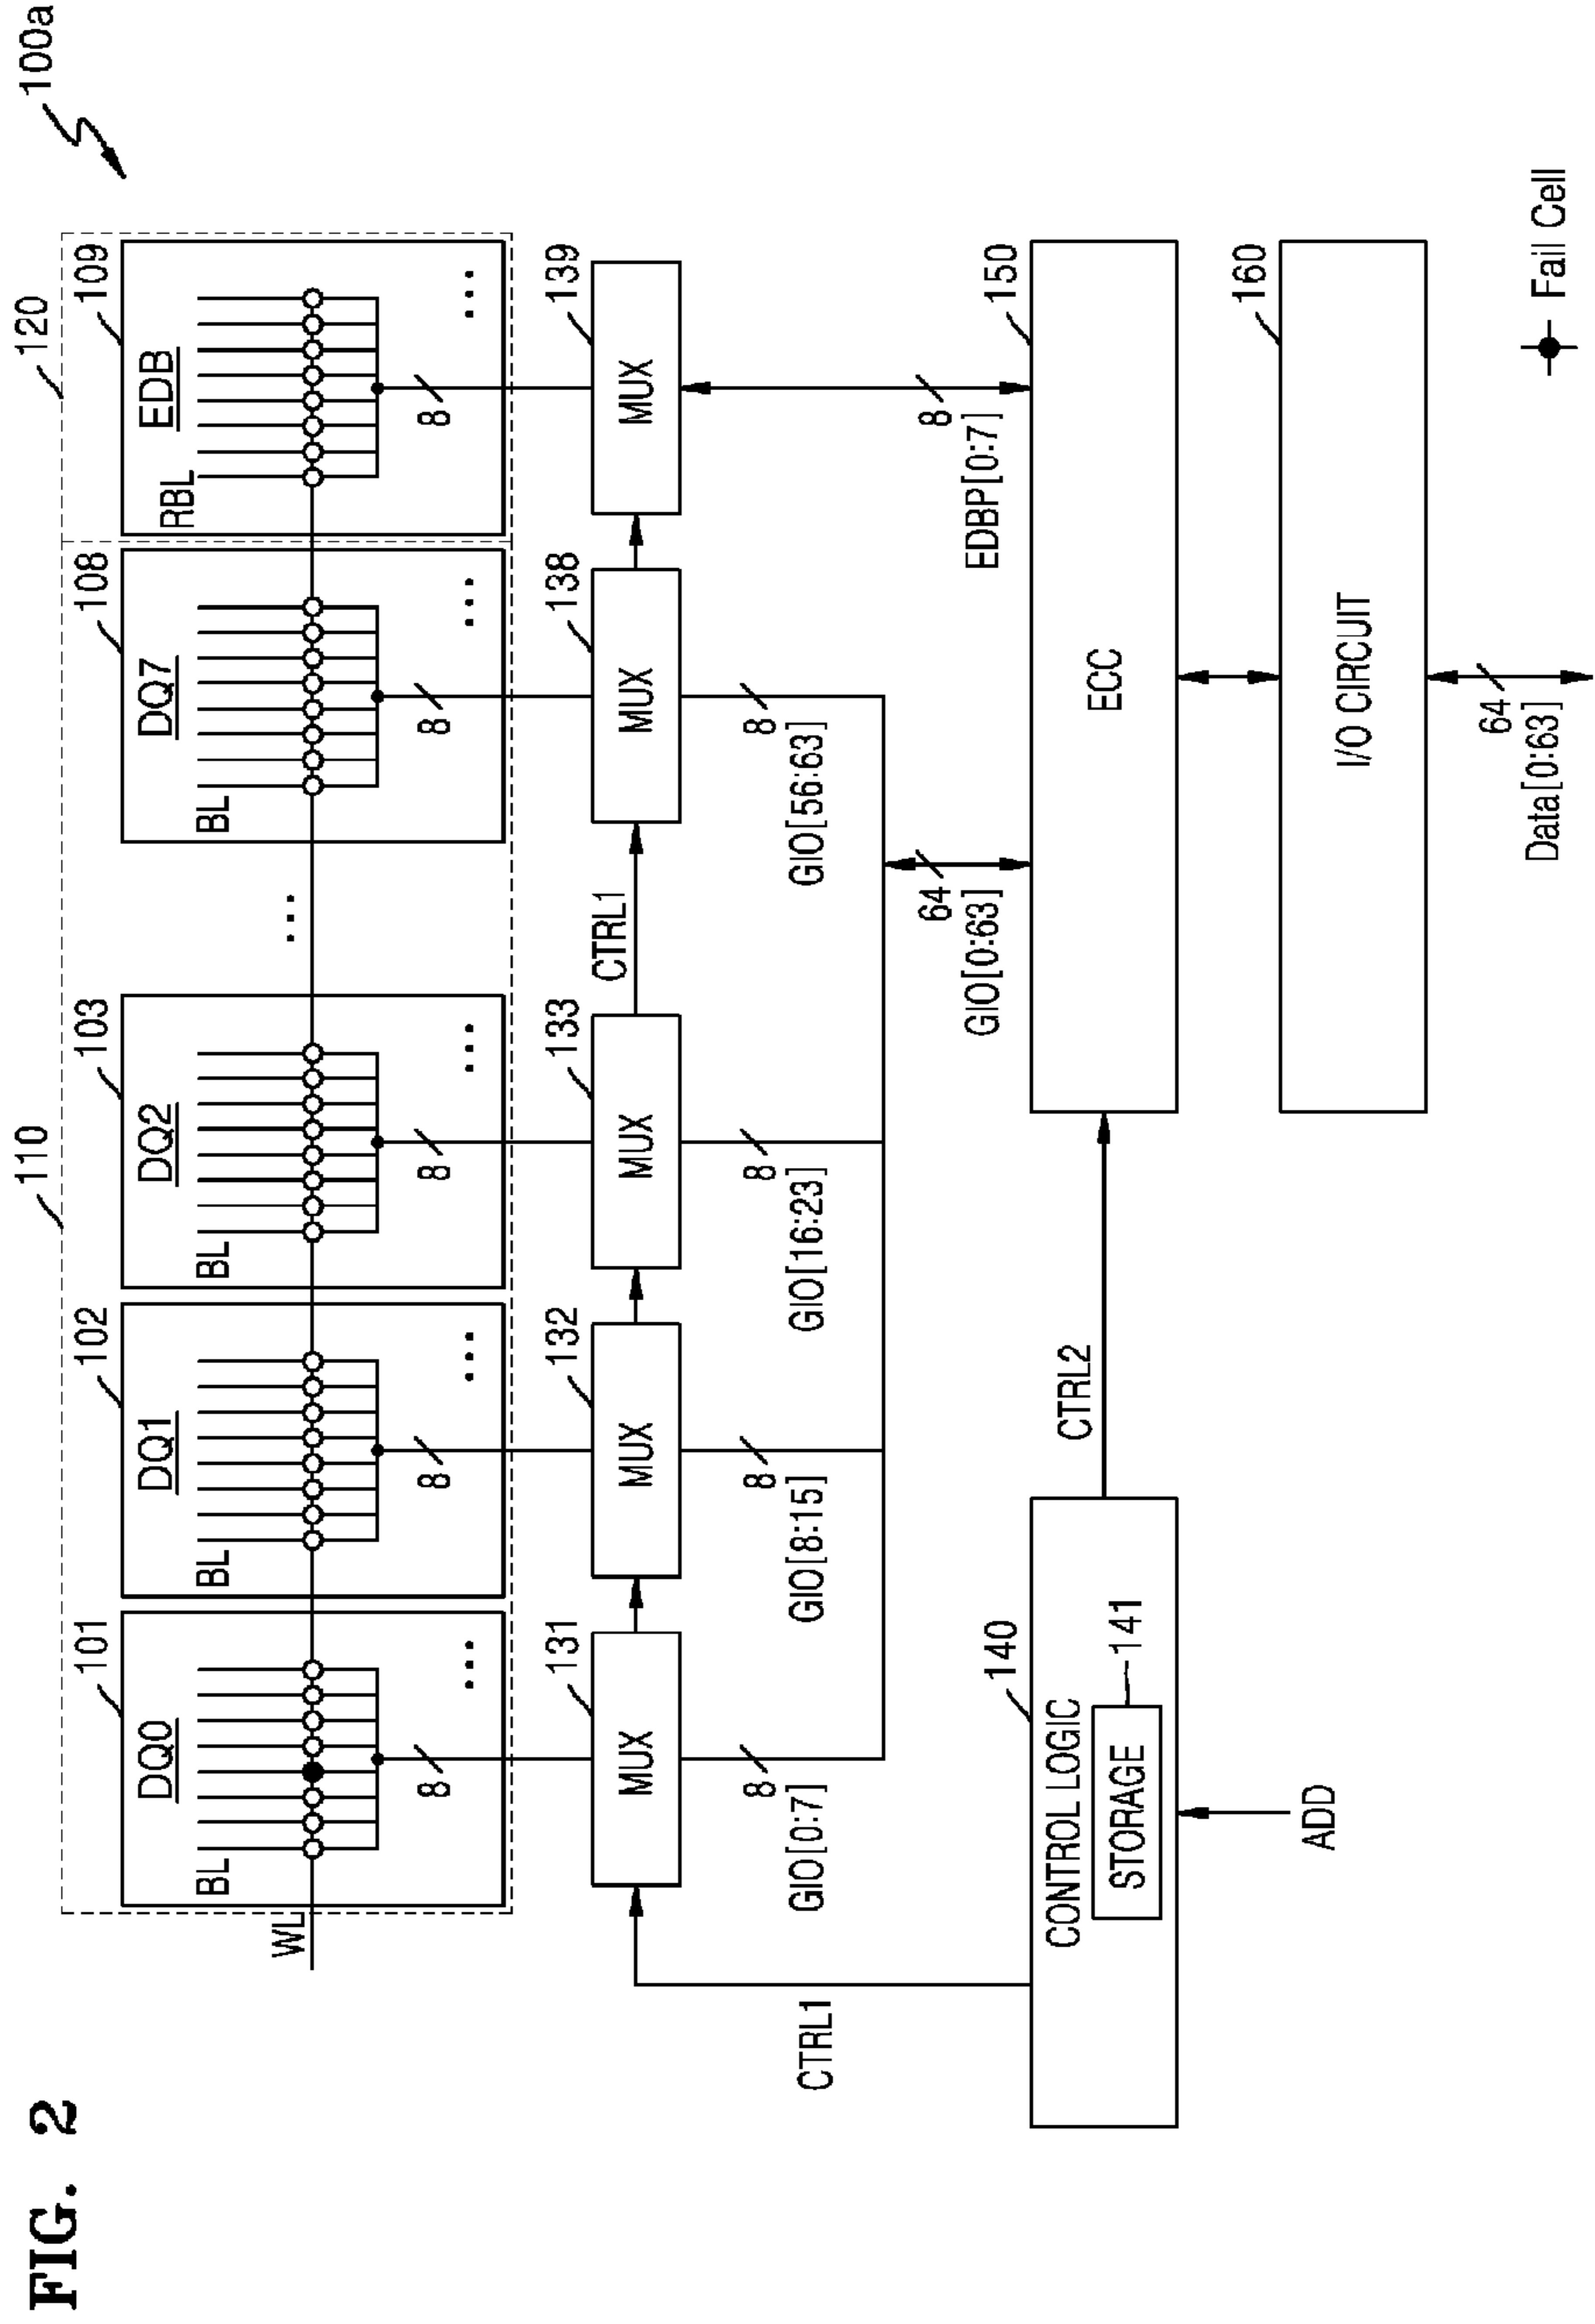 FIG. 2
100a
110
120
101
102
103
108
109
DQ0
DQ1
DQ2
DQ7
EDB
BL
BL
BL
BL
RBL
WL
...
8
8
8
8
8
... ... ... ... ...
131
132
133
138
139
MUX
MUX
MUX
CTRL1
MUX
MUX
CTRL1
8
8
8
8
GIO[0:7]
GIO[8:15]
GIO[16:23]
GIO[56:63]
64
GIO[0:63]
8
EDBP[0:7]
140
CONTROL LOGIC
STORAGE
141
ADD
CTRL2
150
ECC
160
I/O CIRCUIT
64
Data[0:63]
Fail Cell